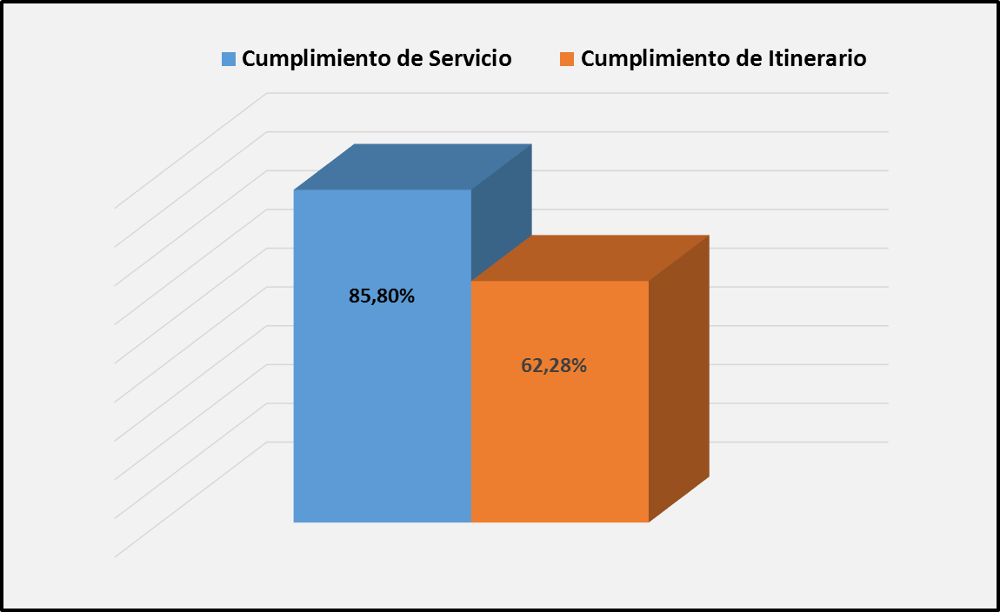 Cumplimiento de Servicio Cumplimiento de Itinerario
85,80%
62,28%